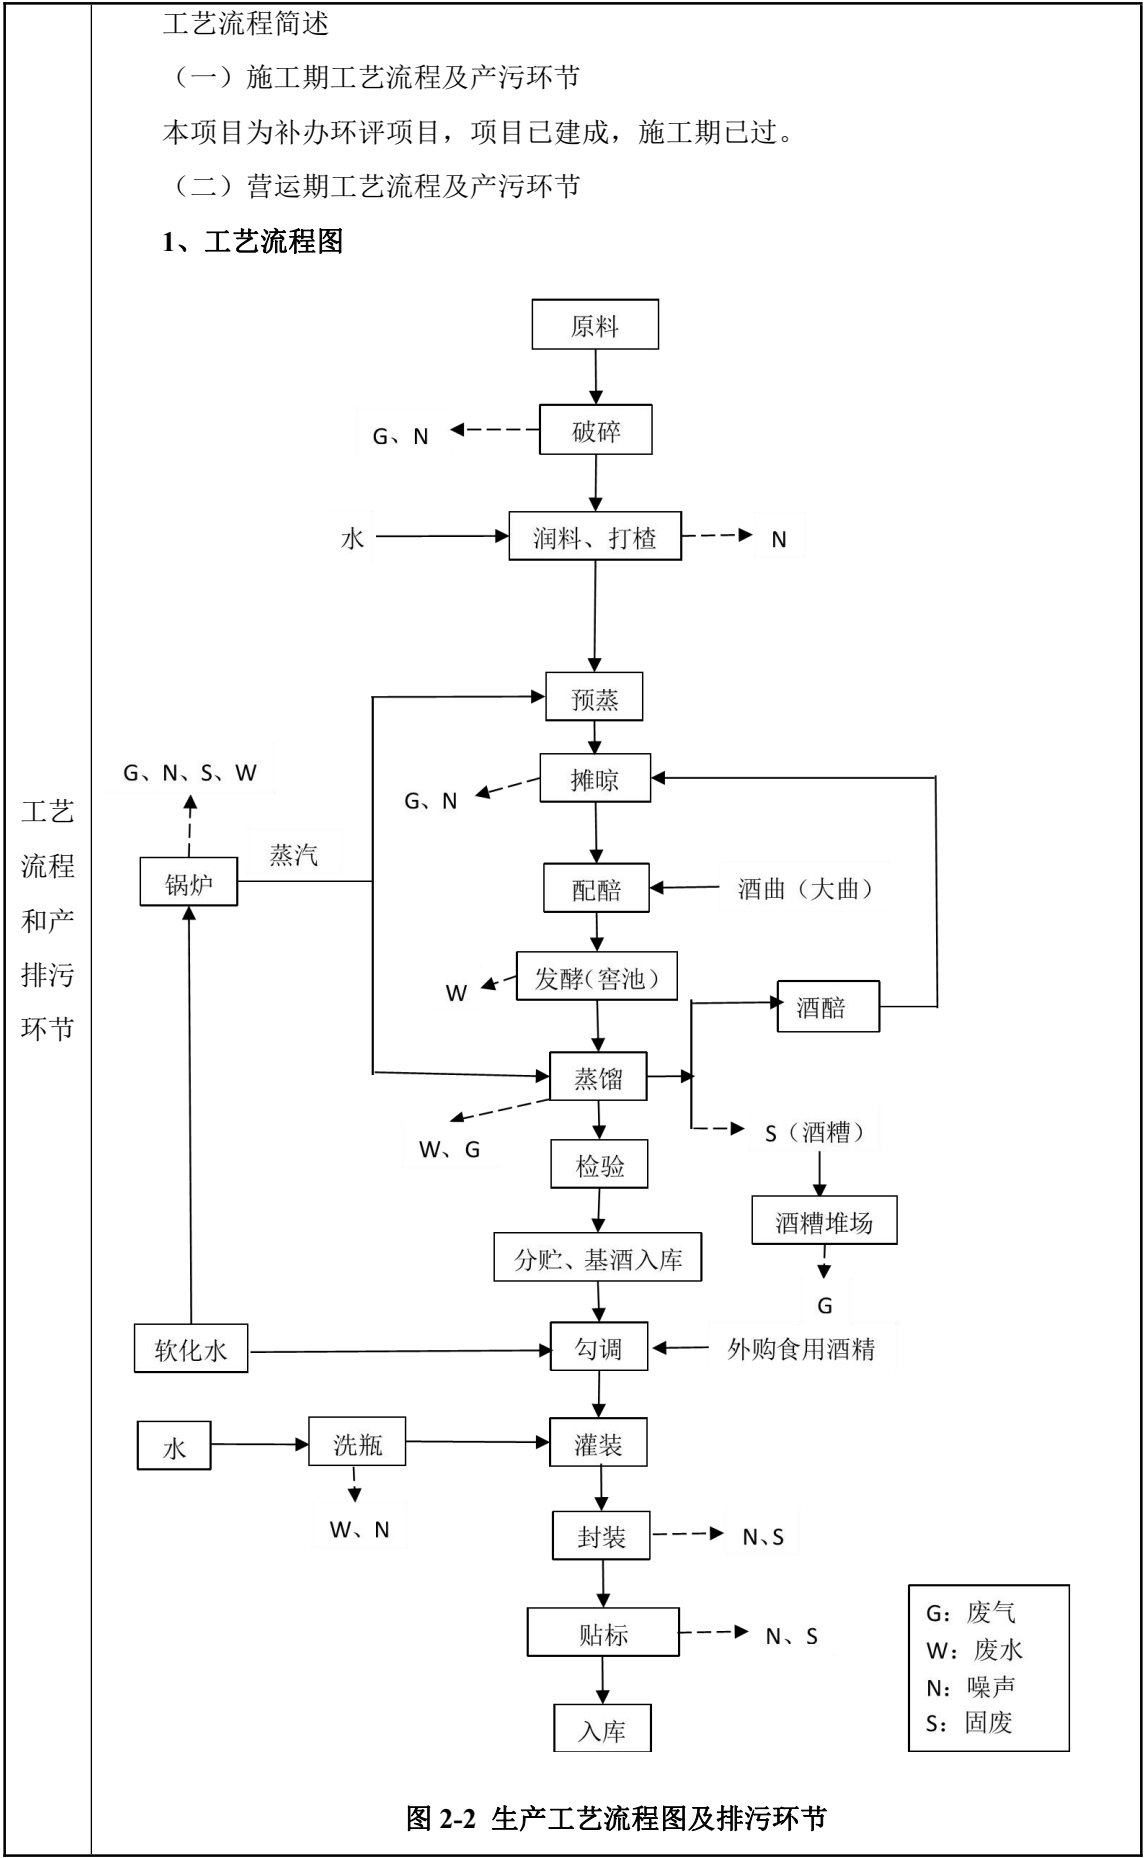 工艺流程简述
（一）施工期工艺流程及产污环节
本项目为补办环评项目，项目已建成，施工期已过。
（二）营运期工艺流程及产污环节
1、工艺流程图
工艺
流程
和产
排污
环节
原料
G、N
破碎
水
润料、打楂
N
预蒸
G、N、S、W
摊晾
G、N
蒸汽
锅炉
配醅
酒曲（大曲）
发酵（窖池）
W
酒醅
蒸馏
W、G
S（酒糟）
检验
酒糟堆场
分贮、基酒入库
G
软化水
勾调
外购食用酒精
水
洗瓶
灌装
W、N
封装
N、S
贴标
N、S
入库
G：废气
W：废水
N：噪声
S：固废
图 2-2 生产工艺流程图及排污环节